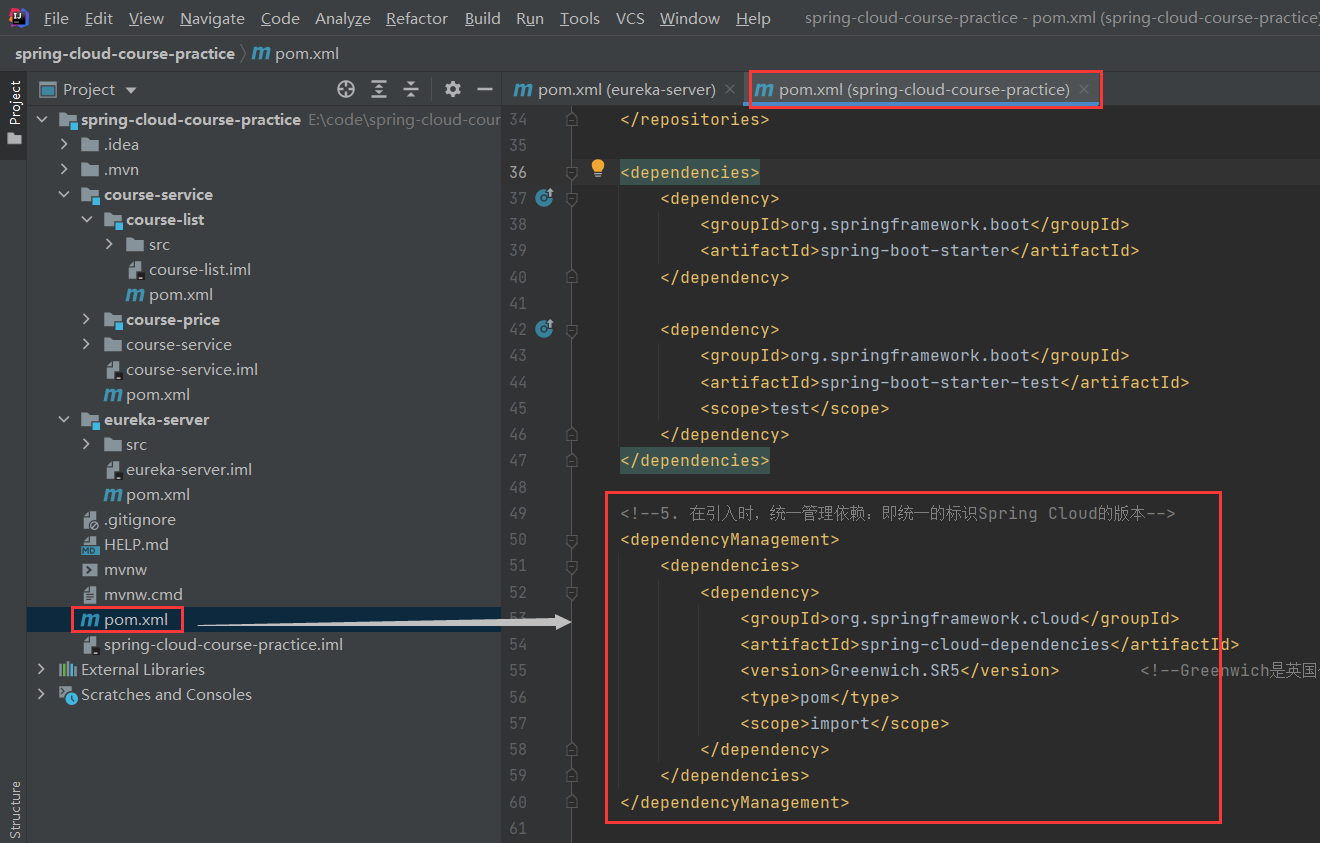 File Edit View Navigate Code Analyze Refactor Build Run Tools VCS Window Help spring-cloud-course-practice - pom.xml (spring-cloud-course-practice)
spring-cloud-course-practice pom.xml
Project
pom.xml (eureka-server)
pom.xml (spring-cloud-course-practice)
Project
spring-cloud-course-practice E:\code\spring-cloud-cour
.idea
.mvn
course-service
course-list
src
course-list.iml
pom.xml
course-price
course-service
course-service.iml
pom.xml
eureka-server
src
eureka-server.iml
pom.xml
.gitignore
HELP.md
mvnw
mvnw.cmd
pom.xml
spring-cloud-course-practice.iml
External Libraries
Scratches and Consoles
Structure
34 </repositories>
35
36 <dependencies>
37 <dependency>
38 <groupId>org.springframework.boot</groupId>
39 <artifactId>spring-boot-starter</artifactId>
40 </dependency>
41
42 <dependency>
43 <groupId>org.springframework.boot</groupId>
44 <artifactId>spring-boot-starter-test</artifactId>
45 <scope>test</scope>
46 </dependency>
47 </dependencies>
48
49 <!--5. 在引入时，统一管理依赖：即统一的标识Spring Cloud的版本-->
50 <dependencyManagement>
51 <dependencies>
52 <dependency>
53 <groupId>org.springframework.cloud</groupId>
54 <artifactId>spring-cloud-dependencies</artifactId>
55 <version>Greenwich.SR5</version> <!--Greenwich是英国
56 <type>pom</type>
57 <scope>import</scope>
58 </dependency>
59 </dependencies>
60 </dependencyManagement>
61